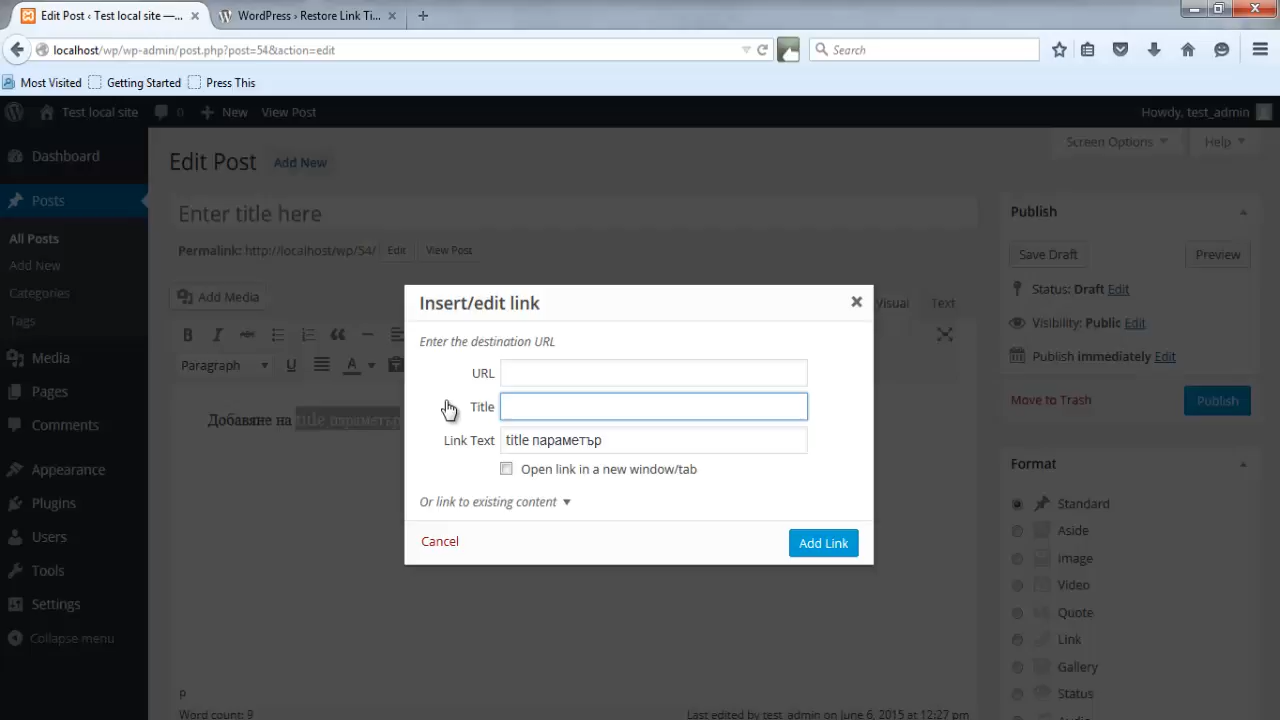 Edit Post ‹ Test local site —...
WordPress › Restore Link Ti...
localhost/wp/wp-admin/post.php?post=54&action=edit
Search
Most Visited
Getting Started
Press This
Test local site
0
New
View Post
Howdy, test_admin
Dashboard
Posts
All Posts
Add New
Categories
Tags
Media
Pages
Comments
Appearance
Plugins
Users
Tools
Settings
Collapse menu
Screen Options
Help
Edit Post
Add New
Enter title here
Permalink: http://localhost/wp/54/
Edit
View Post
Add Media
Visual
Text
B I ABC
Paragraph
U
A
Добавяне на title параметър
p
Word count: 9
Last edited by test_admin on June 6, 2015 at 12:27 pm
Insert/edit link
Enter the destination URL
URL
Title
Link Text
title параметър
Open link in a new window/tab
Or link to existing content
Cancel
Add Link
Publish
Save Draft
Preview
Status: Draft Edit
Visibility: Public Edit
Publish immediately Edit
Move to Trash
Publish
Format
Standard
Aside
Image
Video
Quote
Link
Gallery
Status
Audio